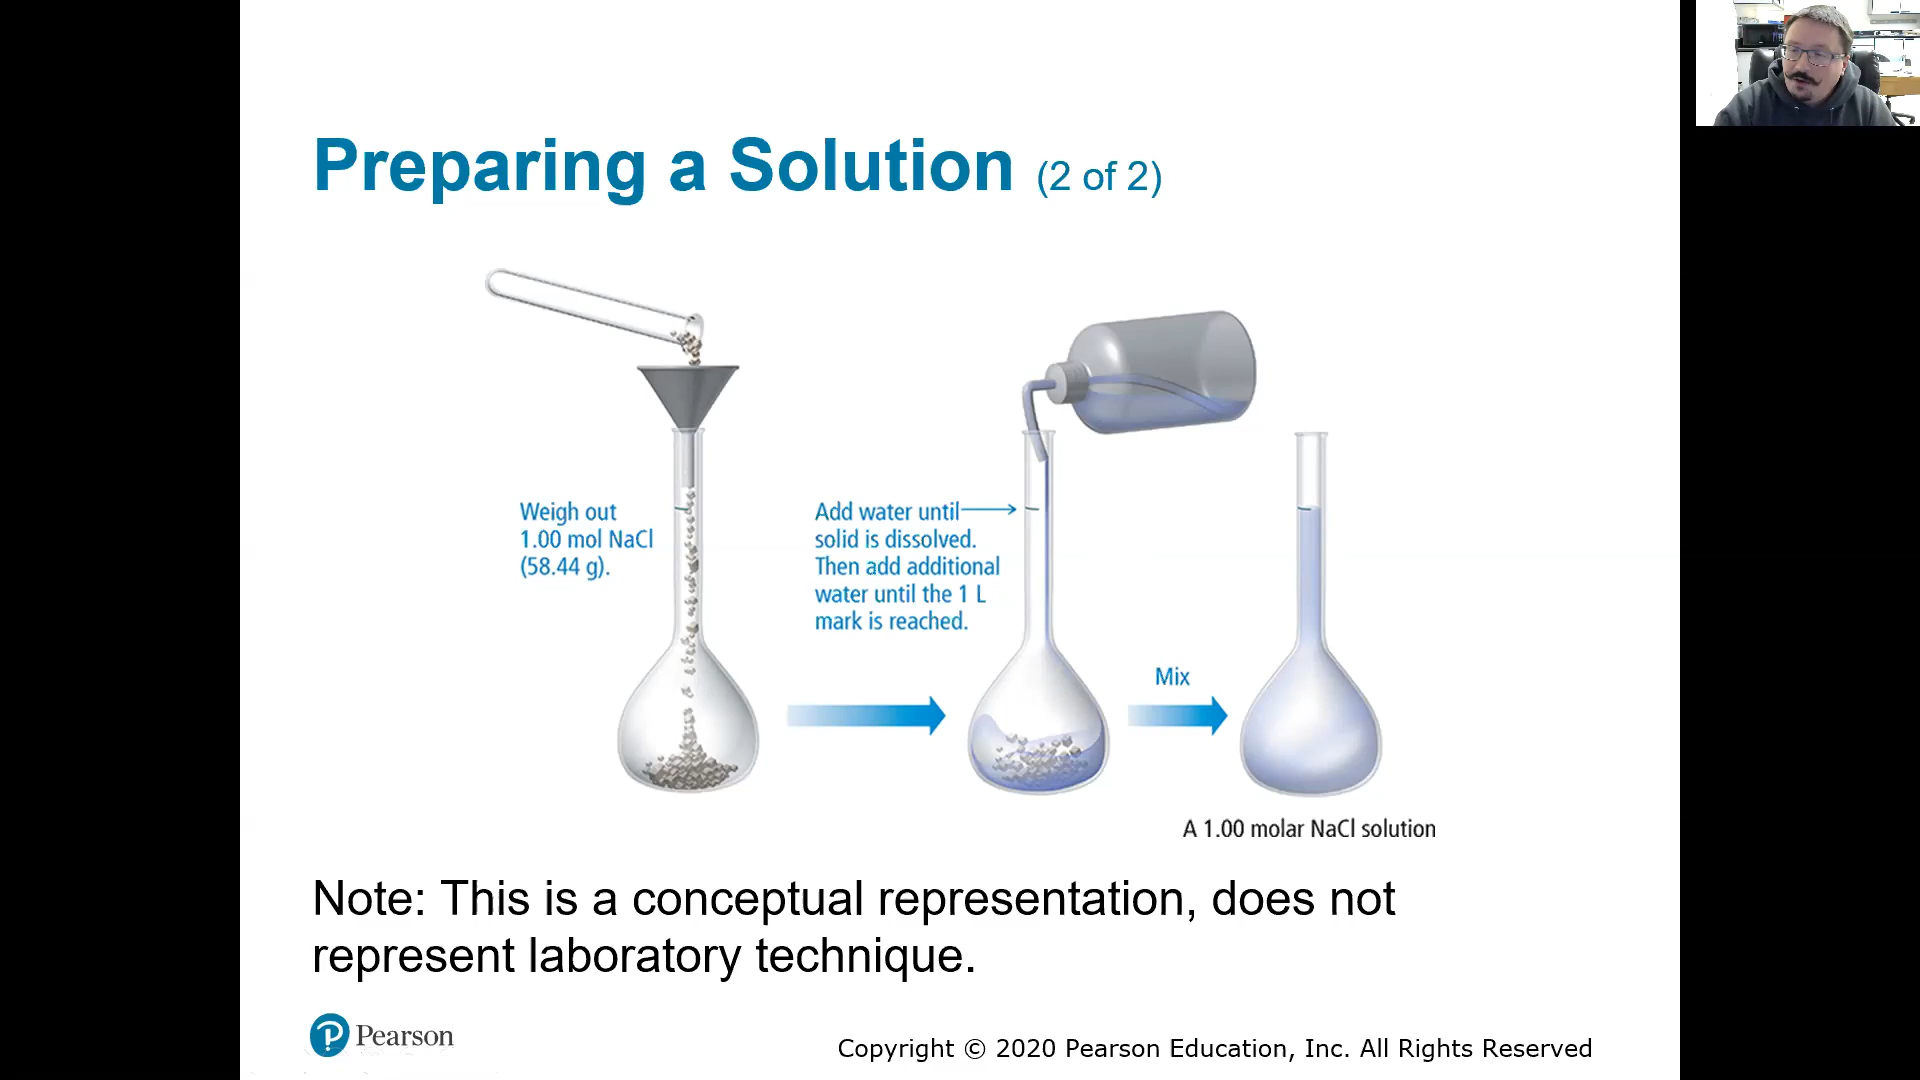 Preparing a Solution (2 of 2)
Weigh out
1.00 mol NaCl
(58.44 g).
Add water until
solid is dissolved.
Then add additional
water until the 1 L
mark is reached.
Mix
A 1.00 molar NaCl solution
Note: This is a conceptual representation, does not
represent laboratory technique.
Pearson
Copyright © 2020 Pearson Education, Inc. All Rights Reserved